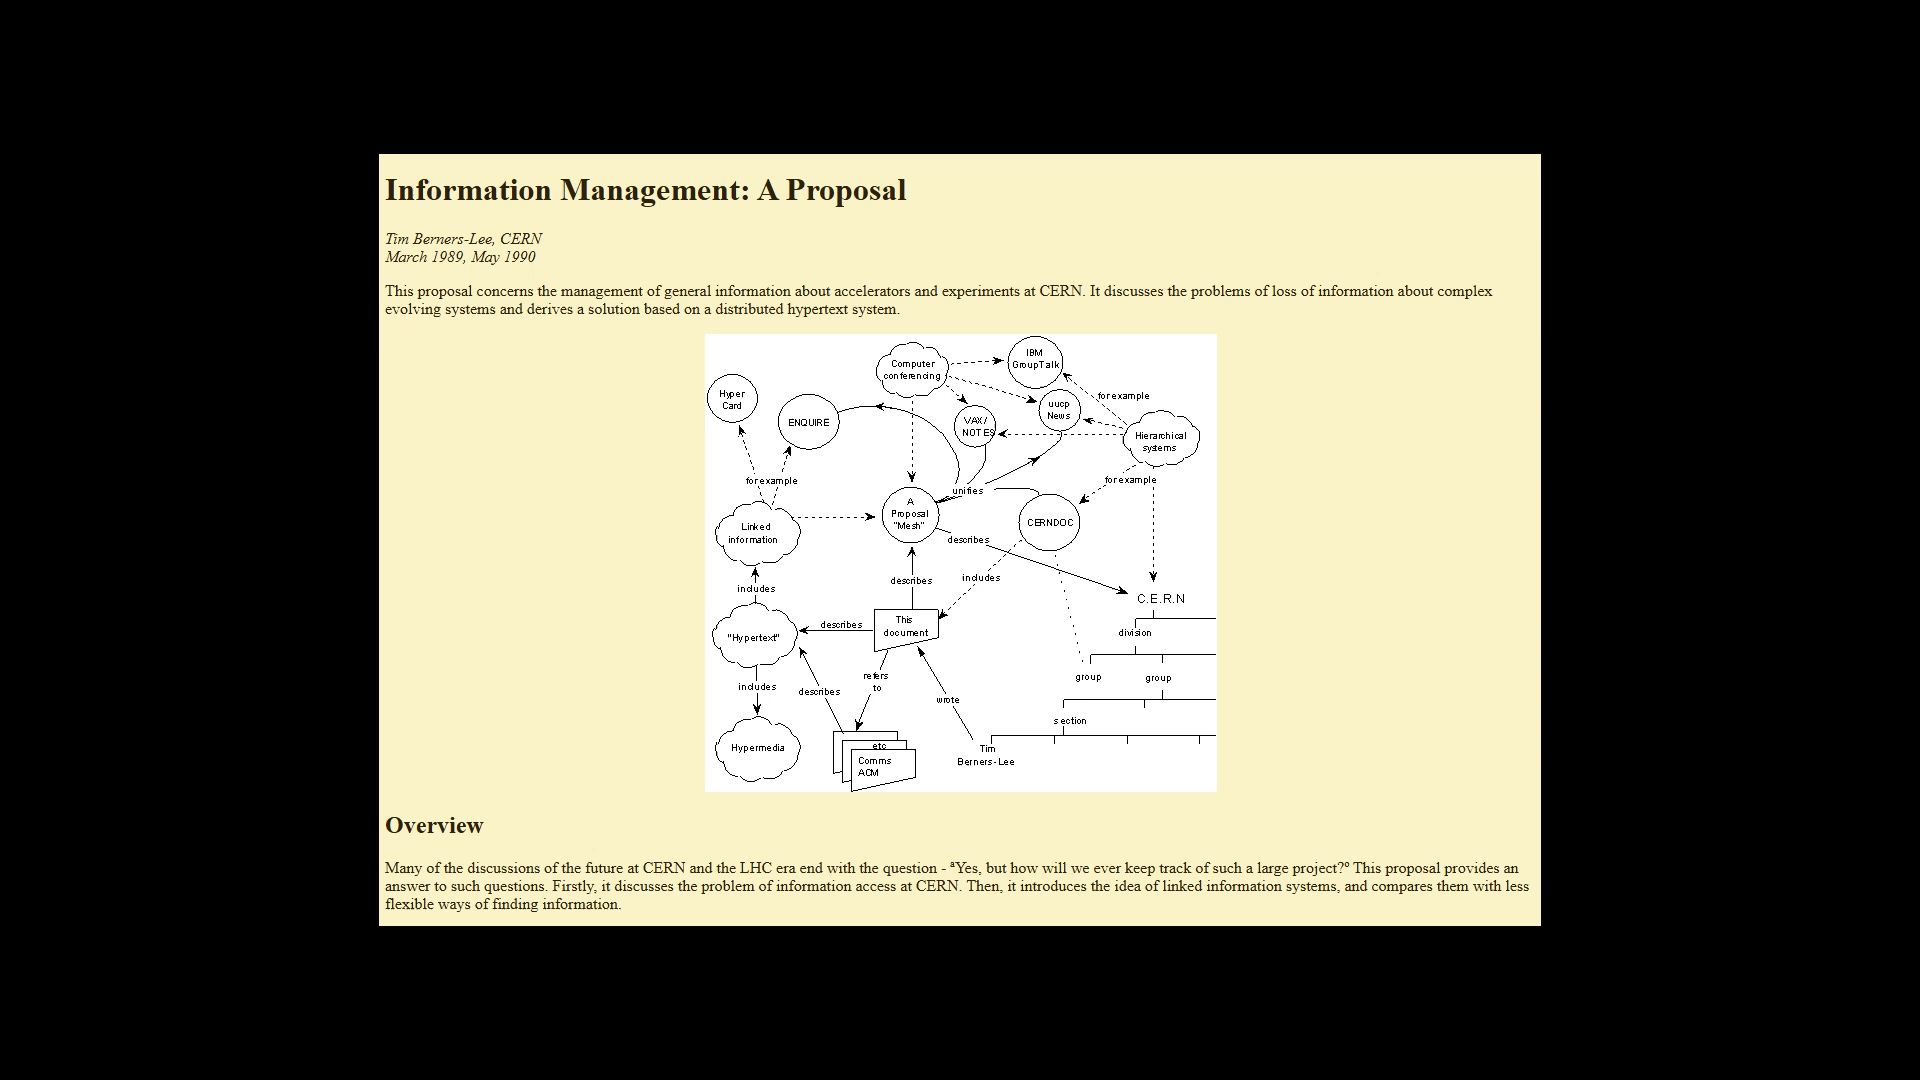 Information Management: A Proposal
Tim Berners-Lee, CERN
March 1989, May 1990
This proposal concerns the management of general information about accelerators and experiments at CERN. It discusses the problems of loss of information about complex
evolving systems and derives a solution based on a distributed hypertext system.
Computer
conferencing
IBM
GroupTalk
Hyper
Card
ENQUIRE
VAX/
NOTES
uucp
News
for example
Hierarchical
systems
for example
for example
unifies
A
Proposal
"Mesh"
CERNDOC
Linked
information
describes
describes
includes
includes
C.E.R.N
"Hypertext"
describes
This
document
division
includes
describes
refers
to
wrote
group
group
section
Hypermedia
etc
Comms
ACM
Tim
Berners-Lee
Overview
Many of the discussions of the future at CERN and the LHC era end with the question - ªYes, but how will we ever keep track of such a large project?º This proposal provides an
answer to such questions. Firstly, it discusses the problem of information access at CERN. Then, it introduces the idea of linked information systems, and compares them with less
flexible ways of finding information.